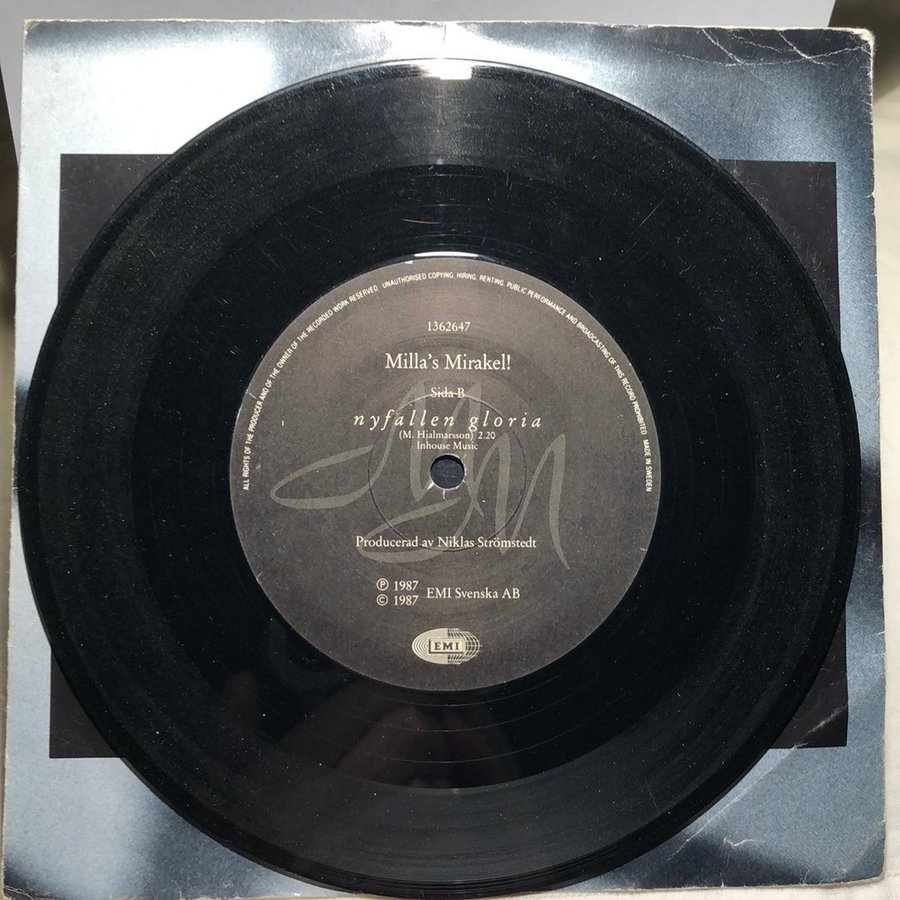 ALL RIGHTS OF THE PRODUCER AND OF THE OWNER OF THE RECORDED WORK RESERVED UNAUTHORISED COPYING, HIRING, RENTING, PUBLIC PERFORMANCE AND BROADCASTING OF THIS RECORD PROHIBITED MADE IN SWEDEN
1362647
Milla's Mirakel!
Sida B
nyfallen gloria
(M. Hjalmarsson) 2.20
Inhouse Music
MM
Producerad av Niklas Strömstedt
℗ 1987
© 1987
EMI Svenska AB
EMI